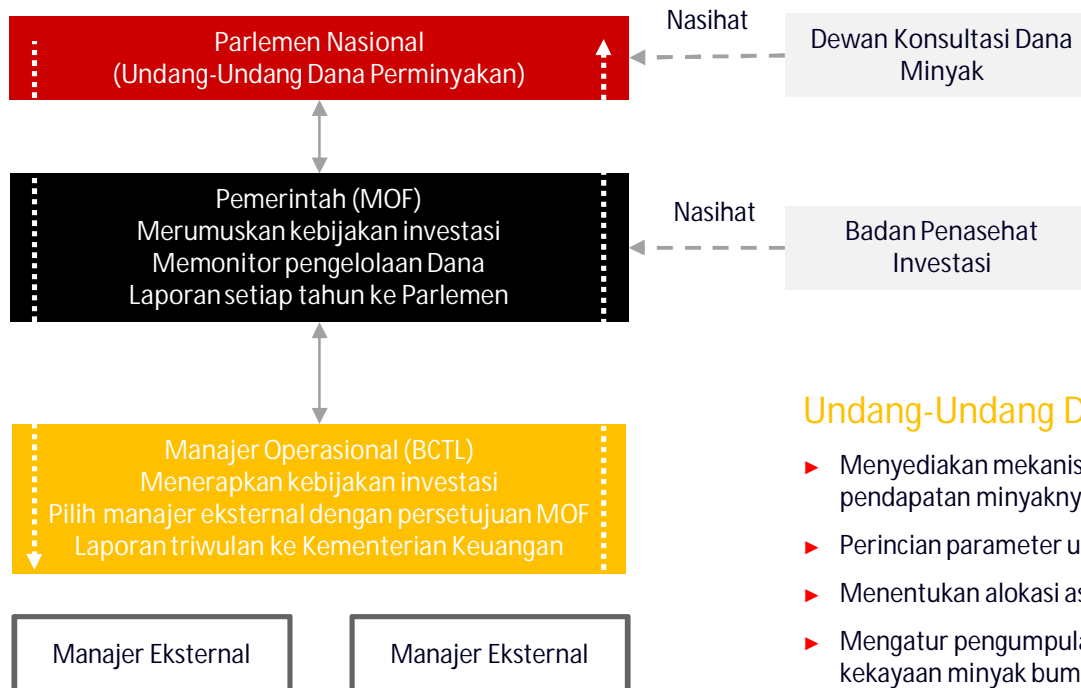 Parlemen Nasional
(Undang-Undang Dana Perminyakan)
Nasihat
Dewan Konsultasi Dana
Minyak
Pemerintah (MOF)
Merumuskan kebijakan investasi
Memonitor pengelolaan Dana
Laporan setiap tahun ke Parlemen
Nasihat
Badan Penasehat
Investasi
Manajer Operasional (BCTL)
Menerapkan kebijakan investasi
Pilih manajer eksternal dengan persetujuan MOF
Laporan triwulan ke Kementerian Keuangan
Manajer Eksternal
Manajer Eksternal
Undang-Undang
► Menyediakan
pendapatan
► Perincian parameter
► Menentukan alokasi
► Mengatur
kekayaan minyak